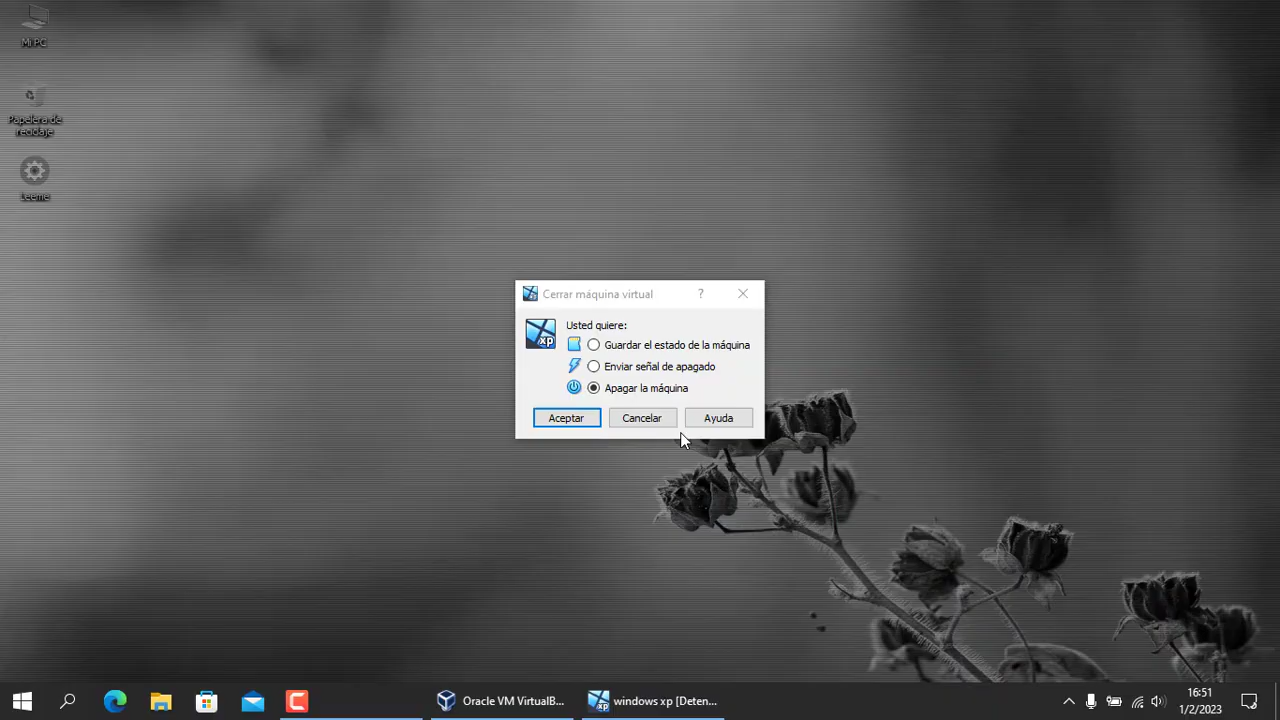 Mi PC
Papelera de
reciclaje
Leeme
Cerrar máquina virtual
?
xp
Usted quiere:
Guardar el estado de la máquina
Enviar señal de apagado
Apagar la máquina
Aceptar
Cancelar
Ayuda
Oracle VM VirtualB...
windows xp [Deten...
16:51
1/2/2023